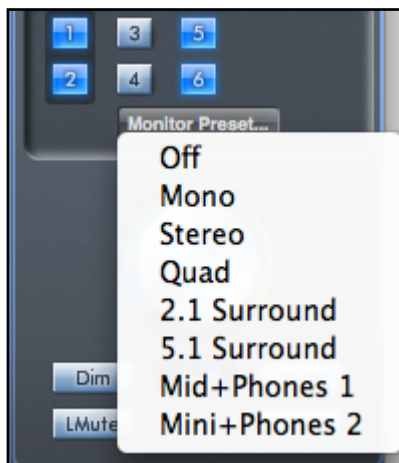 1 3 5
2 4 6
Monitor Preset...
Off
Mono
Stereo
Quad
2.1 Surround
5.1 Surround
Dim
Mid+Phones 1
LMute
Mini+Phones 2